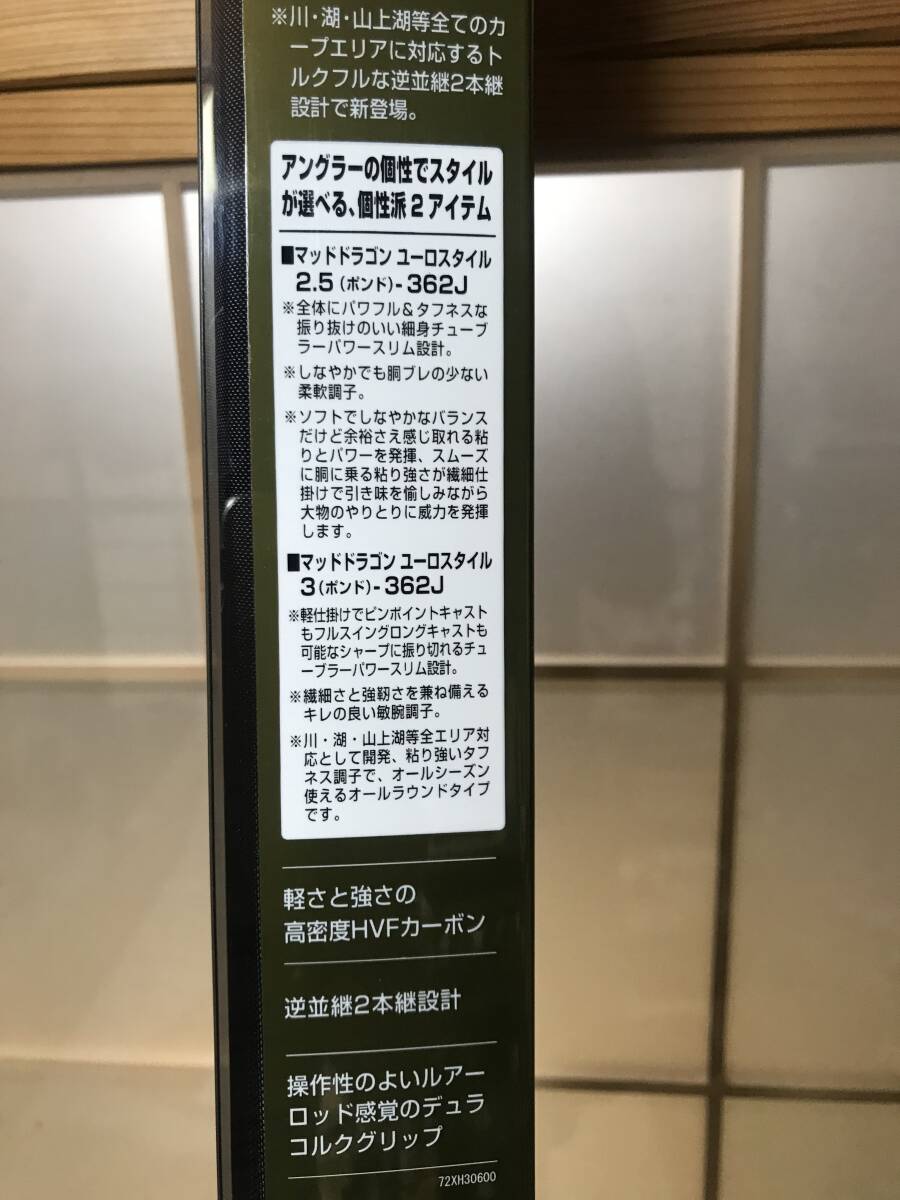 ※川・湖・山上湖等全てのカ
ープエリアに対応するト
ルクフルな逆並継2本継
設計で新登場。
アングラーの個性でスタイル
が選べる、個性派2アイテム
■マッドドラゴン ユーロスタイル
2.5(ポンド)-362J
※全体にパワフル&タフネスな
振り抜けのいい細身チューブ
ラーパワースリム設計。
※しなやかでも胴ブレの少ない
柔軟調子。
※ソフトでしなやかなバランス
だけど余裕さえ感じ取れる粘
りとパワーを発揮、スムーズ
に胴に乗る粘り強さが繊細仕
掛けで引き味を愉しみながら
大物のやりとりに威力を発揮
します。
■マッドドラゴン ユーロスタイル
3(ポンド)-362J
※軽仕掛けでピンポイントキャスト
もフルスイングロングキャストも
可能なシャープに振り切れるチュ
ーブラーパワースリム設計。
※繊細さと強靭さを兼ね備える
キレの良い敏腕調子。
※川・湖・山上湖等全エリア対
応として開発、粘り強いタフ
ネス調子で、オールシーズン
使えるオールラウンドタイプ
です。
軽さと強さの
高密度HVFカーボン
逆並継2本継設計
操作性のよいルアー
ロッド感覚のデュラ
コルクグリップ
72XH30600